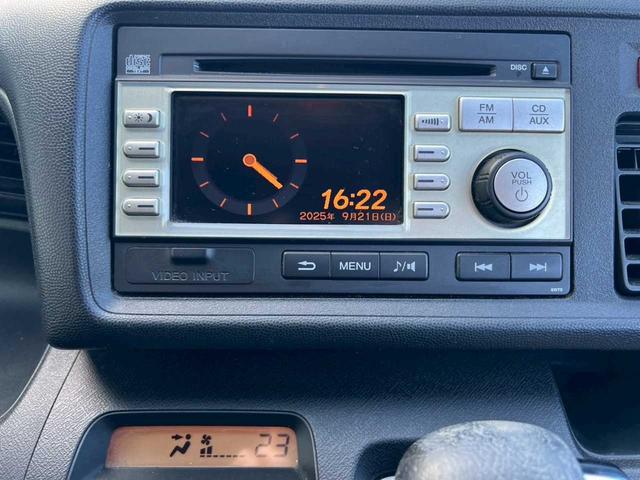 DISC
FM
AM
CD
AUX
VOL
PUSH
16:22
2025年 9月21日(日)
VIDEO INPUT
MENU
23